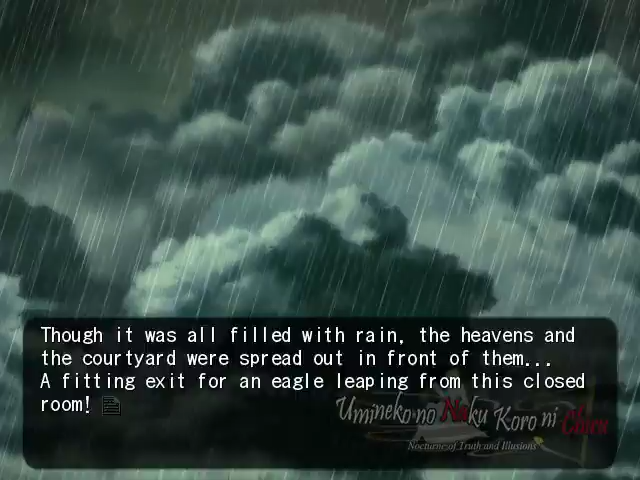 Though it was all filled with rain, the heavens and
the courtyard were spread out in front of them...
A fitting exit for an eagle leaping from this closed
room!
Umineko no Naku Koro ni Chiru
Nocturne of Truth and Illusions